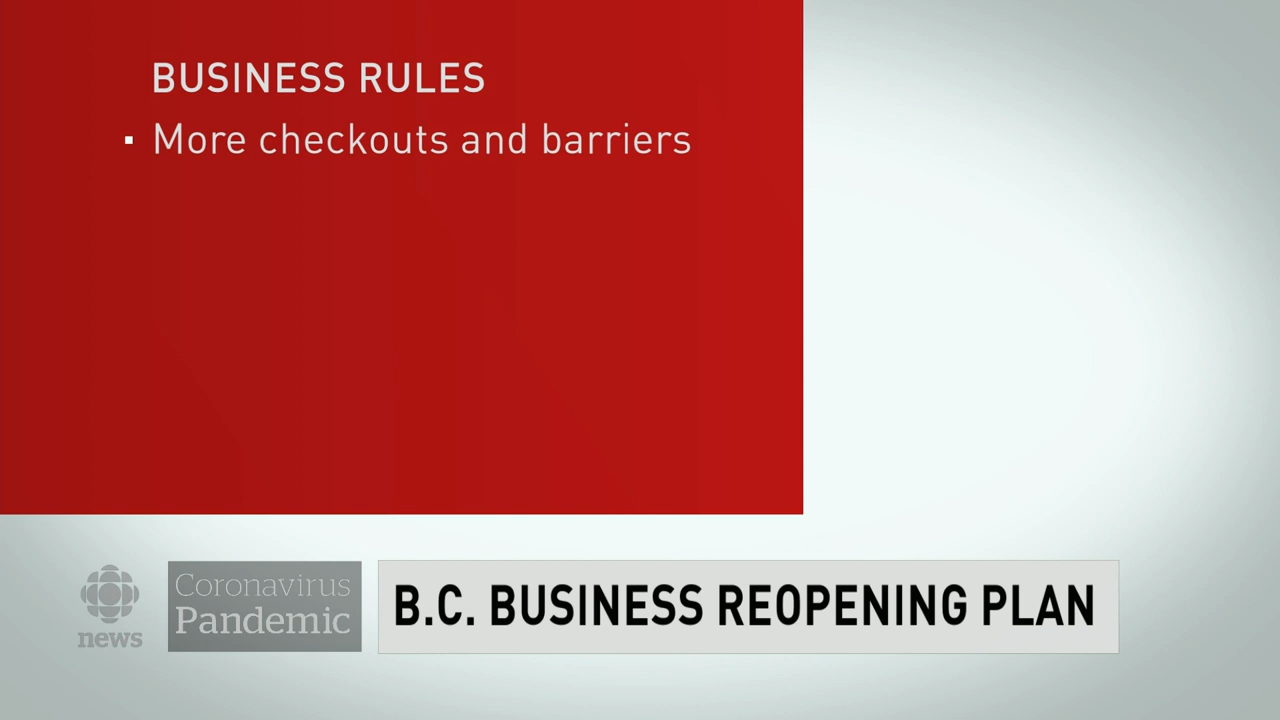 BUSINESS RULES
▪ More checkouts and barriers
news
Coronavirus
Pandemic
B.C. BUSINESS REOPENING PLAN